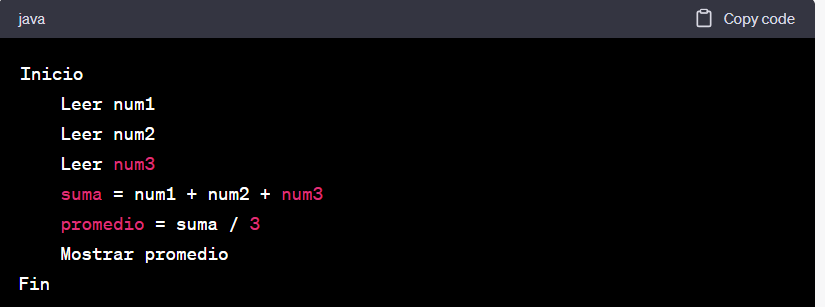 java
Copy code
Inicio
Leer num1
Leer num2
Leer num3
suma = num1 + num2 + num3
promedio = suma / 3
Mostrar promedio
Fin